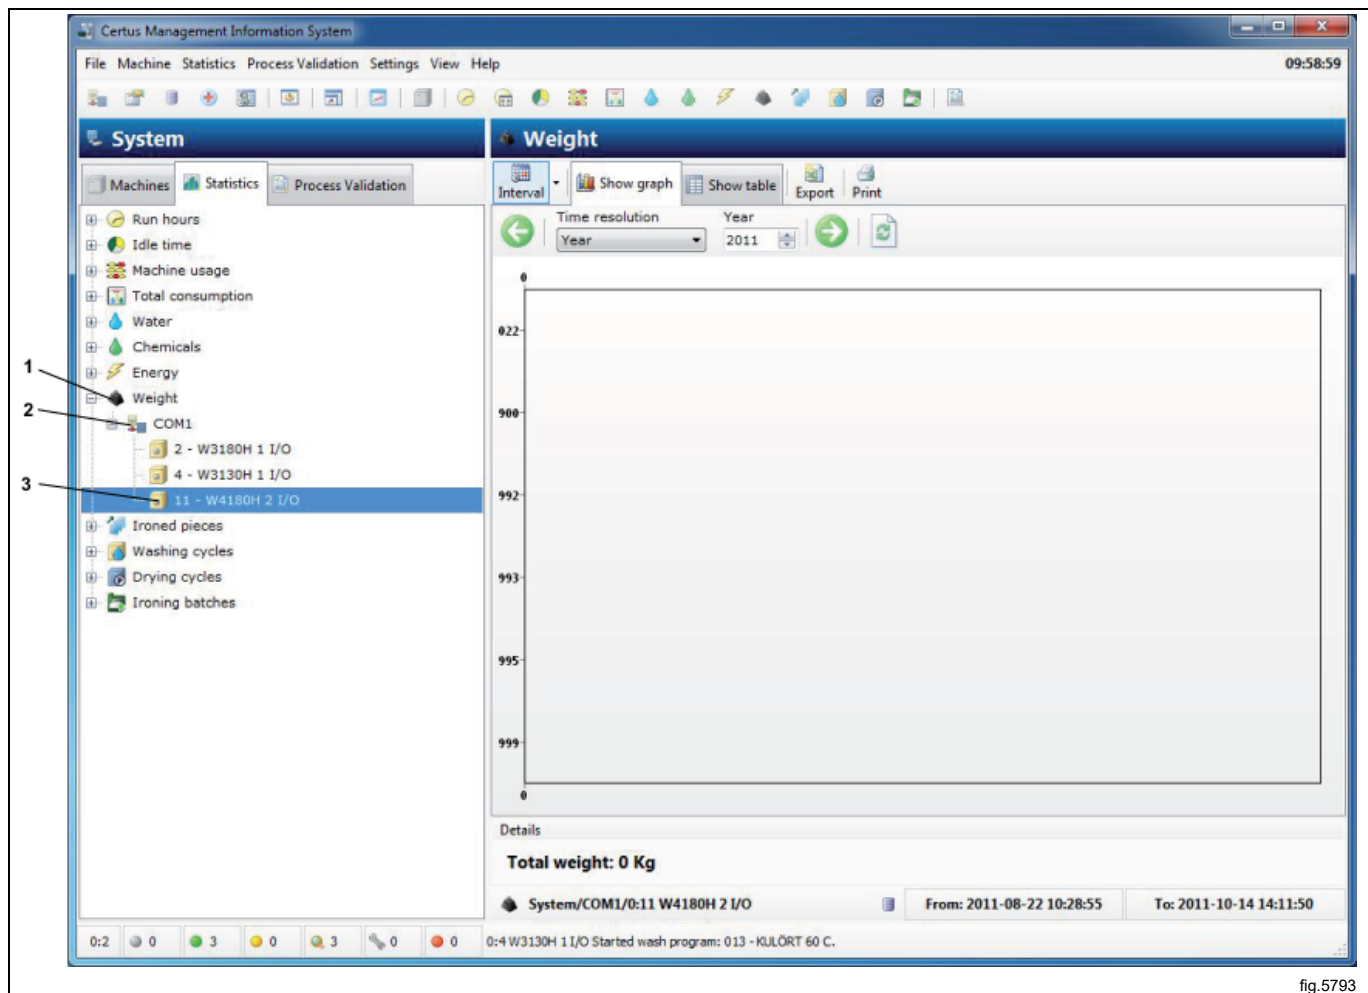 Certus Management Information System
File Machine Statistics Process Validation Settings View Help 09:58:59
System
Weight
Machines Statistics Process Validation
Interval Show graph Show table Export Print
Time resolution Year
Year 2011
Run hours
Idle time
Machine usage
Total consumption
Water
Chemicals
Energy
1
Weight
2
COM1
2 - W3180H 1 I/O
4 - W3130H 1 I/O
3
11 - W4180H 2 I/O
Ironed pieces
Washing cycles
Drying cycles
Ironing batches
0
022
900
992
993
995
999
0
Details
Total weight: 0 Kg
System/COM1/0:11 W4180H 2 I/O From: 2011-08-22 10:28:55 To: 2011-10-14 14:11:50
0:2 0 3 0 3 0 0 0:4 W3130H 1 I/O Started wash program: 013 - KULÖRT 60 C.
fig.5793